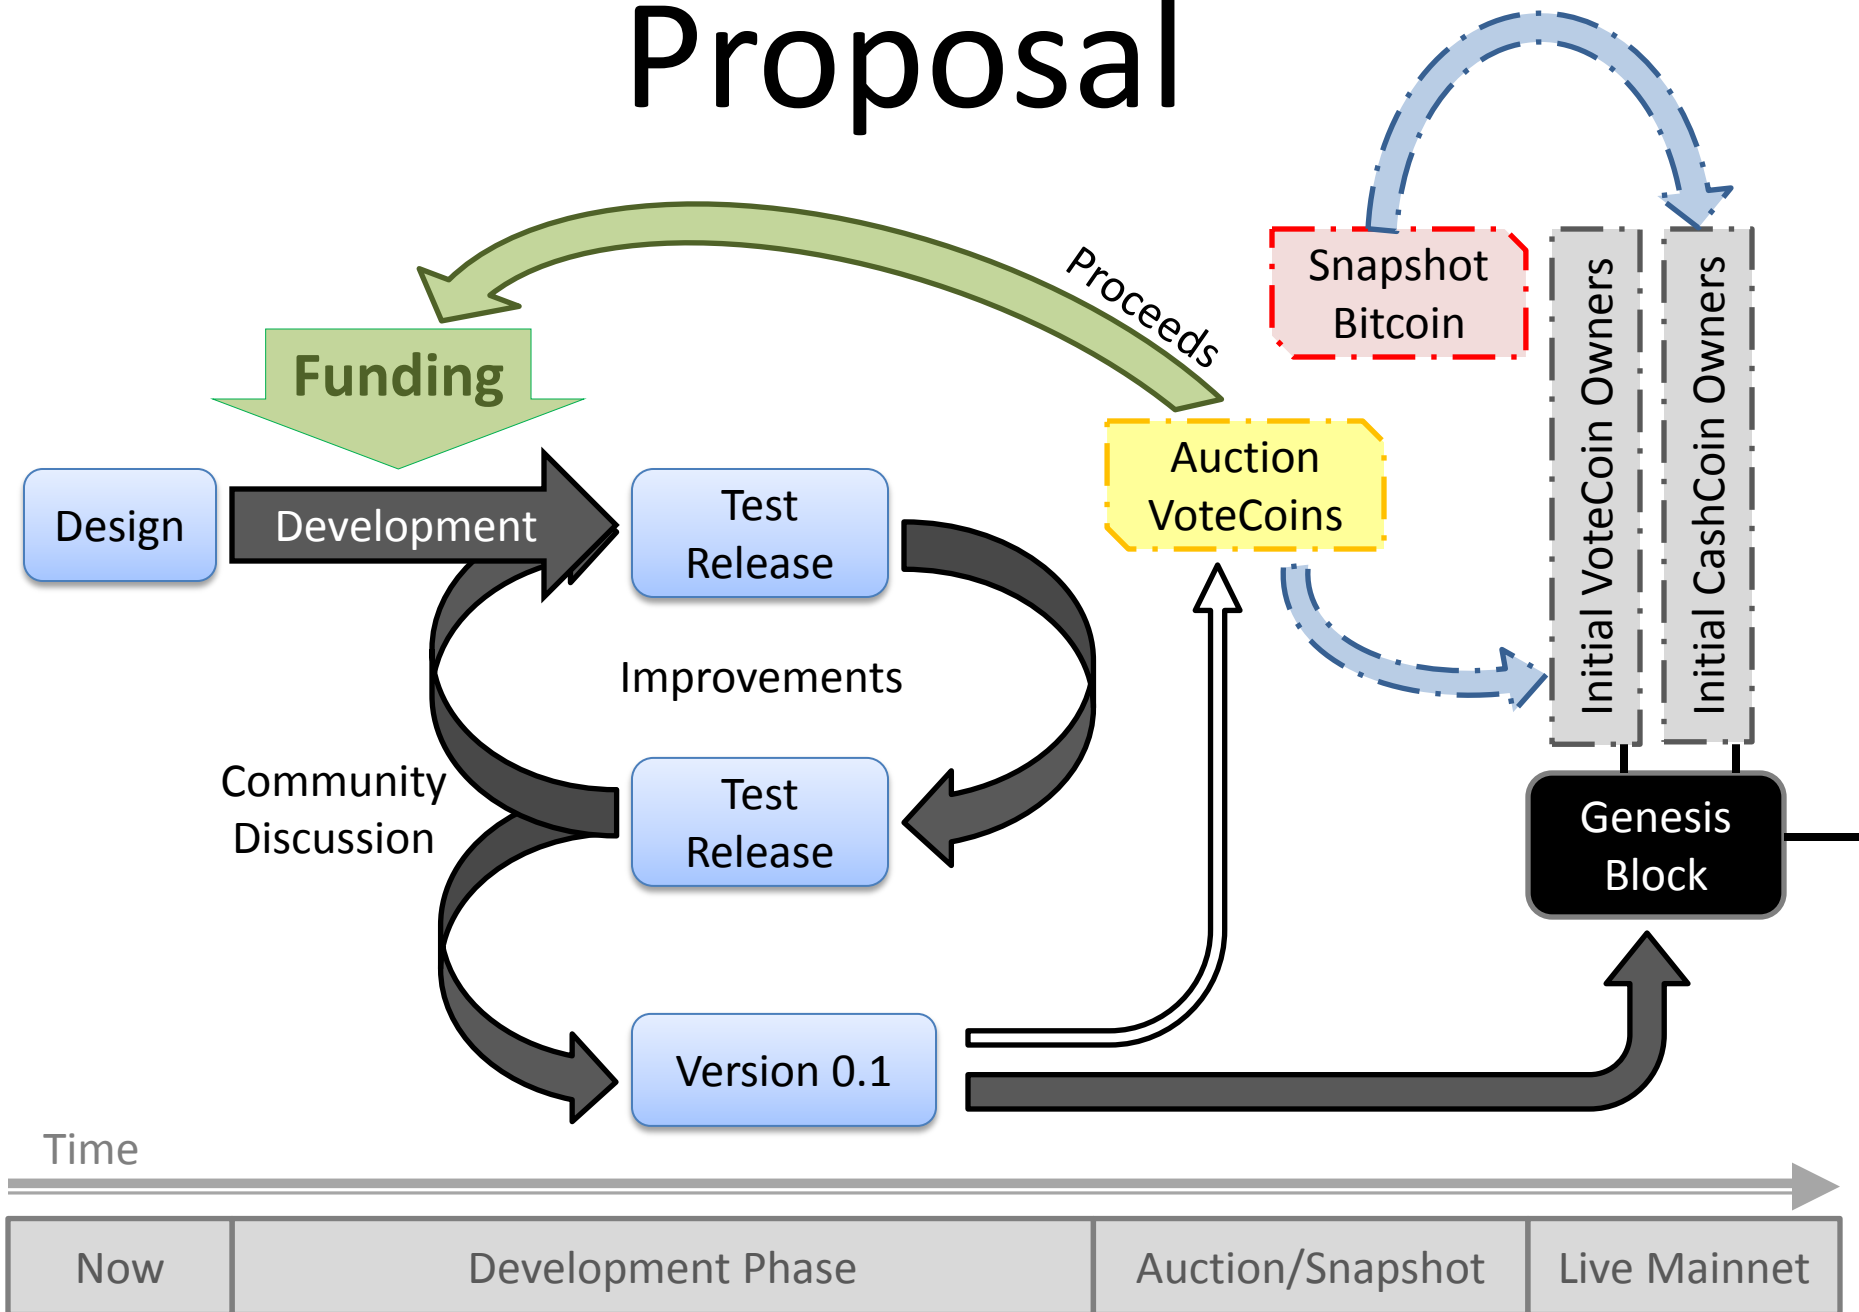 Proposal
Proceeds
Snapshot
Bitcoin
Initial VoteCoin Owners
Initial CashCoin Owners
Funding
Auction
VoteCoins
Design
Development
Test
Release
Improvements
Community
Discussion
Test
Release
Genesis
Block
Version 0.1
Time
Now
Development Phase
Auction/Snapshot
Live Mainnet